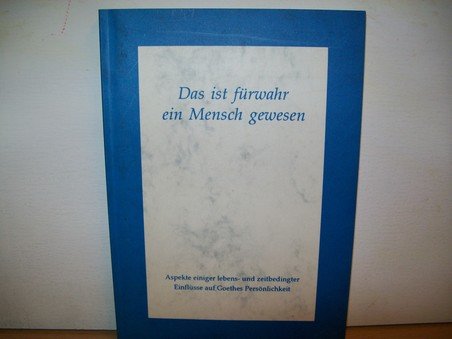 Das ist fürwahr
ein Mensch gewesen
Aspekte einiger lebens- und zeitbedingter
Einflüsse auf Goethes Persönlichkeit